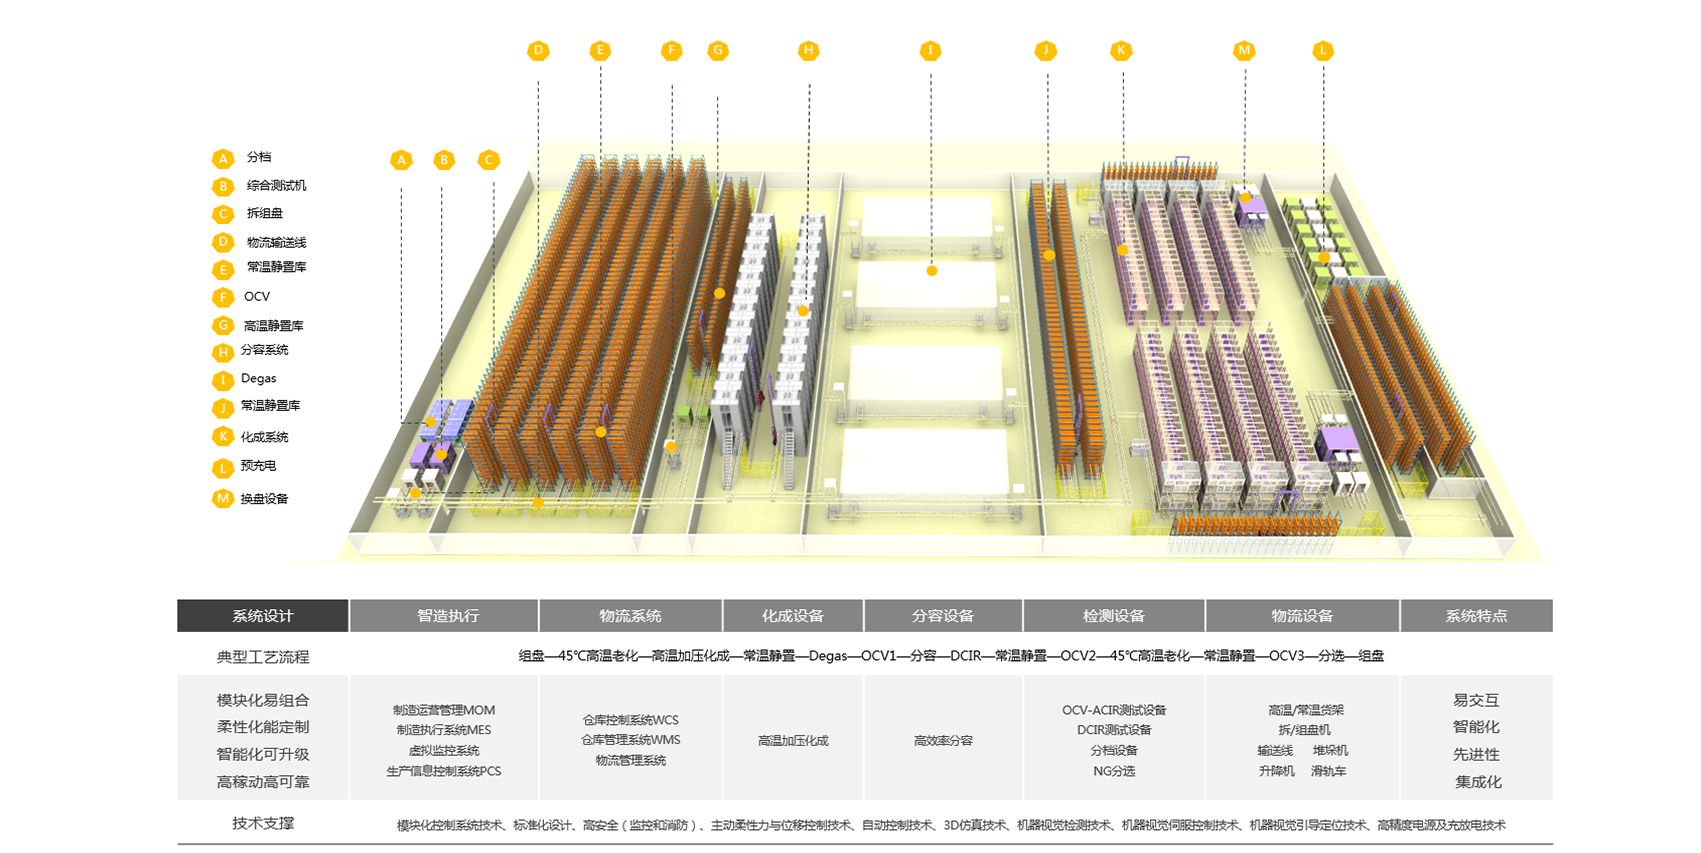 D E F G H I J K M L
A B C
A 分档
B 综合测试机
C 拆组盘
D 物流输送线
E 常温静置库
F OCV
G 高温静置库
H 分容系统
I Degas
J 常温静置库
K 化成系统
L 预充电
M 换盘设备
系统设计 智造执行 物流系统 化成设备 分容设备 检测设备 物流设备 系统特点
典型工艺流程 组盘—45℃高温老化—高温加压化成—常温静置—Degas—OCV1—分容—DCIR—常温静置—OCV2—45℃高温老化—常温静置—OCV3—分选—组盘
模块化易组合
柔性化能定制
智能化可升级
高稼动高可靠
制造运营管理MOM
制造执行系统MES
虚拟监控系统
生产信息控制系统PCS
仓库控制系统WCS
仓库管理系统WMS
物流管理系统
高温加压化成
高效率分容
OCV-ACIR测试设备
DCIR测试设备
分档设备
NG分选
高温/常温货架
拆/组盘机
输送线 堆垛机
升降机 滑轨车
易交互
智能化
先进性
集成化
技术支撑 模块化控制系统技术、标准化设计、高安全（监控和消防）、主动柔性力与位移控制技术、自动控制技术、3D仿真技术、机器视觉检测技术、机器视觉伺服控制技术、机器视觉引导定位技术、高精度电源及充放电技术